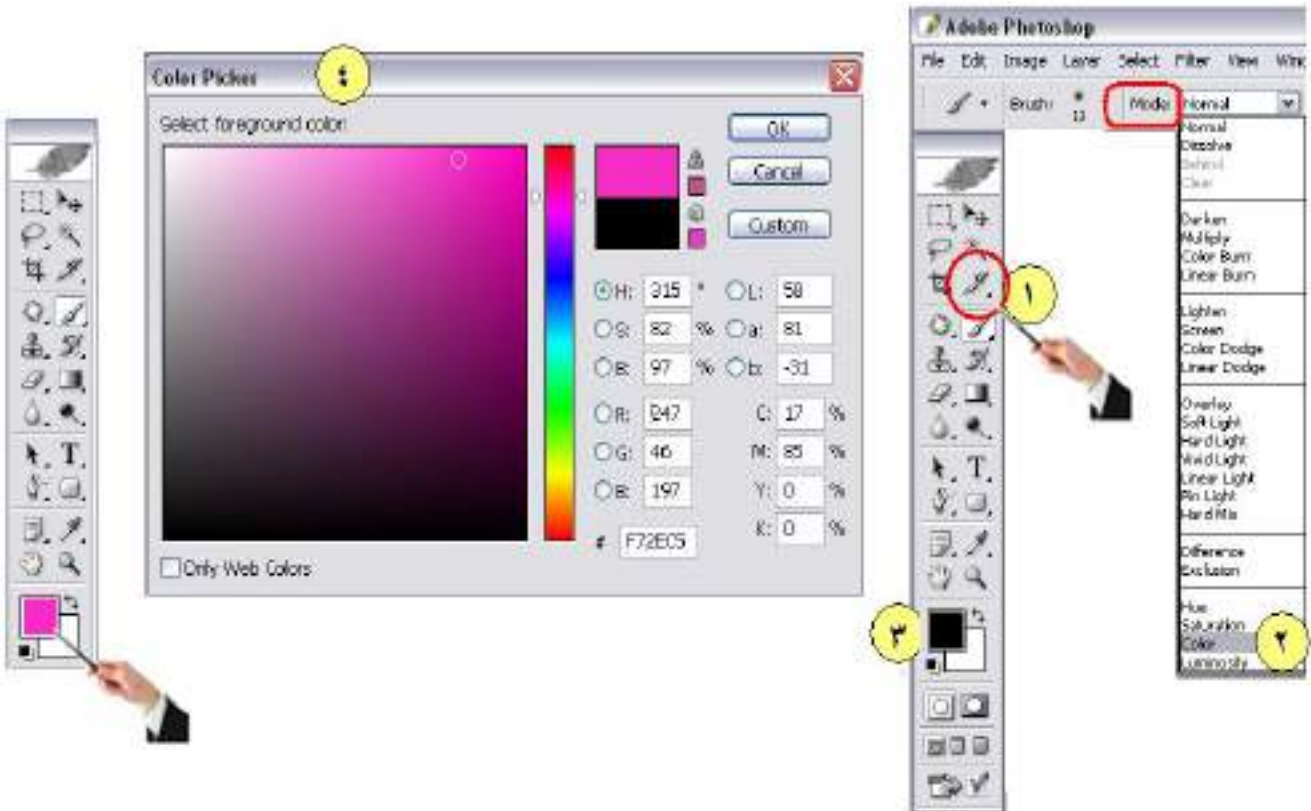 Adobe Photoshop
File Edit Image Layer Select Filter View Wind
Brush: 13 Mode: Normal
Normal
Dissolve
Behind
Clear
Darken
Multiply
Color Burn
Linear Burn
Lighten
Screen
Color Dodge
Linear Dodge
Overlay
Soft Light
Hard Light
Vivid Light
Linear Light
Pin Light
Hard Mix
Difference
Exclusion
Hue
Saturation
Color
Luminosity
١
٢
٣
Color Picker
٤
Select foreground color:
OK
Cancel
Custom
H: 315 °
S: 82 %
B: 97 %
L: 58
a: 81
b: -31
R: 247
G: 46
B: 197
C: 17 %
M: 85 %
Y: 0 %
K: 0 %
# F72EC5
Only Web Colors
T
T